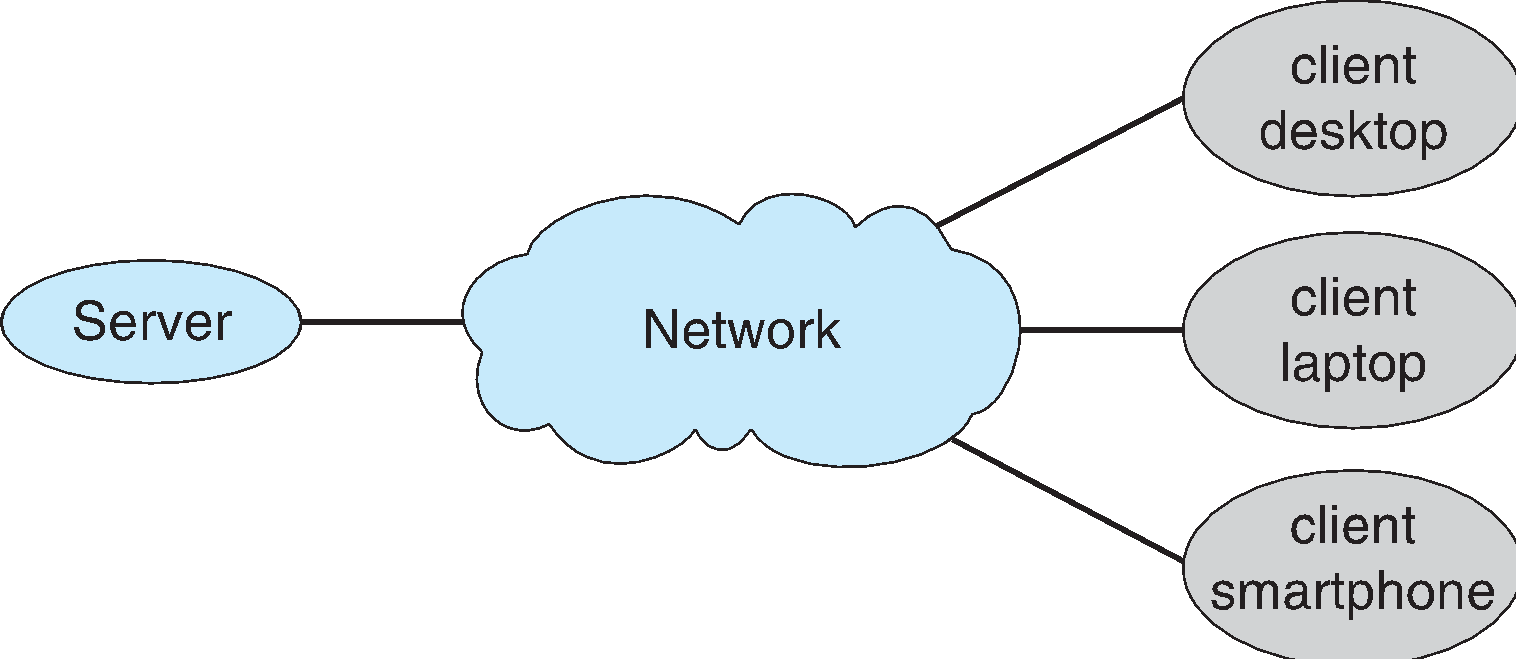 Server
Network
client
desktop
client
laptop
client
smartphone